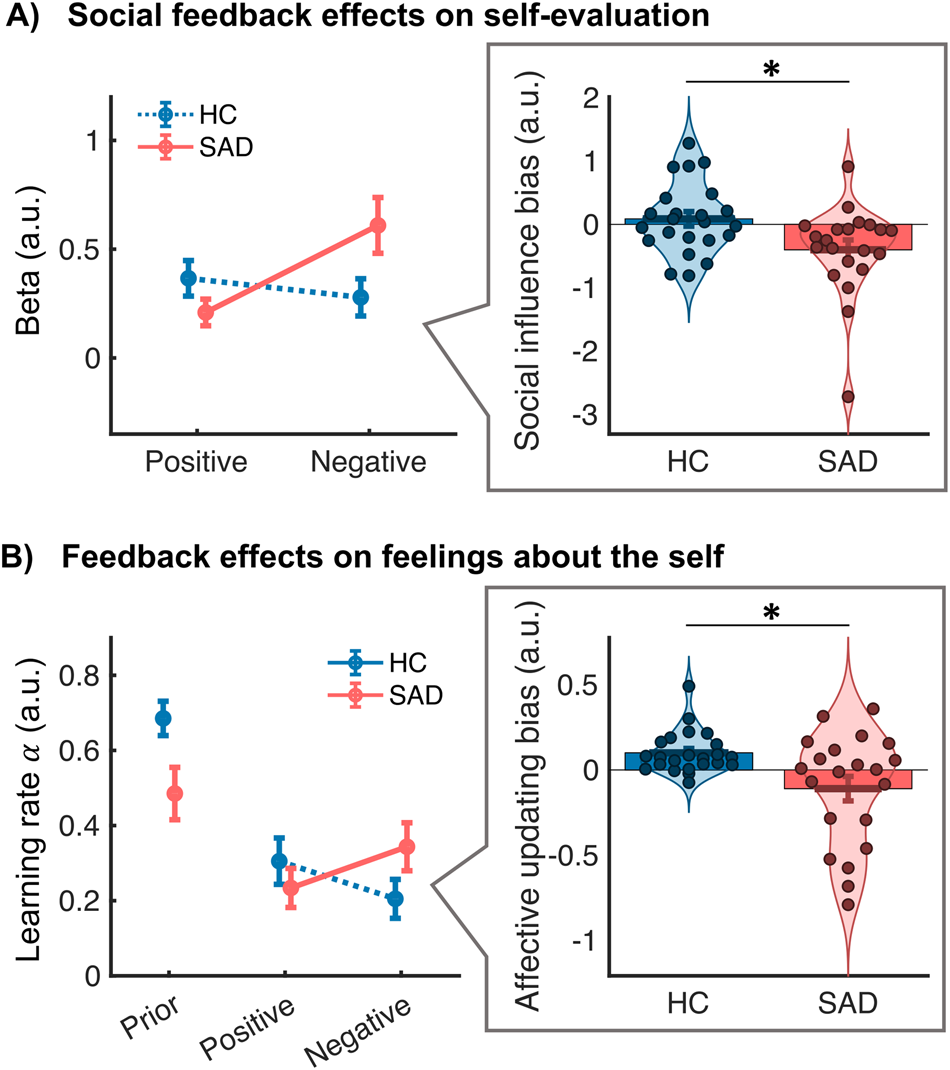 A) Social feedback effects on self-evaluation
HC
SAD
Beta (a.u.)
1
0.5
0
Positive
Negative
*
Social influence bias (a.u.)
2
1
0
-1
-2
-3
HC
SAD
B) Feedback effects on feelings about the self
HC
SAD
Learning rate α (a.u.)
0.8
0.6
0.4
0.2
0
Prior
Positive
Negative
*
Affective updating bias (a.u.)
0.5
0
-0.5
-1
HC
SAD